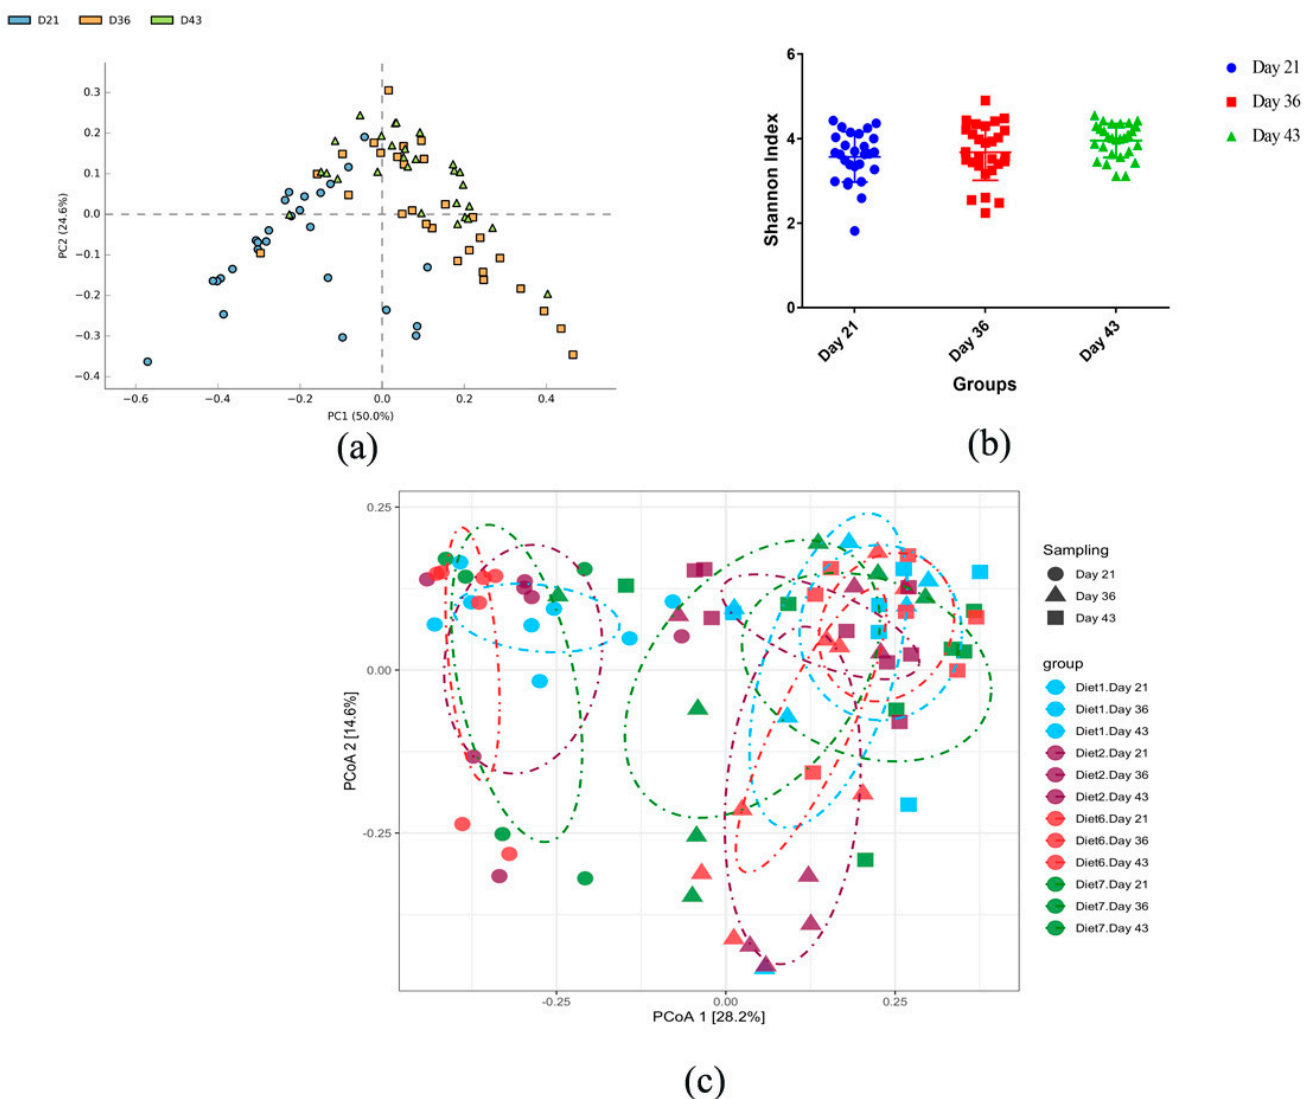 D21 D36 D43
0.3
0.2
0.1
0.0
−0.1
−0.2
−0.3
−0.4
PC2 (24.6%)
−0.6 −0.4 −0.2 0.0 0.2 0.4
PC1 (50.0%)
(a)
6
4
2
0
Shannon Index
Day 21 Day 36 Day 43
Groups
Day 21
Day 36
Day 43
(b)
0.25
0.00
-0.25
PCoA 2 [14.6%]
-0.25 0.00 0.25
PCoA 1 [28.2%]
Sampling
Day 21
Day 36
Day 43
group
Diet1.Day 21
Diet1.Day 36
Diet1.Day 43
Diet2.Day 21
Diet2.Day 36
Diet2.Day 43
Diet6.Day 21
Diet6.Day 36
Diet6.Day 43
Diet7.Day 21
Diet7.Day 36
Diet7.Day 43
(c)